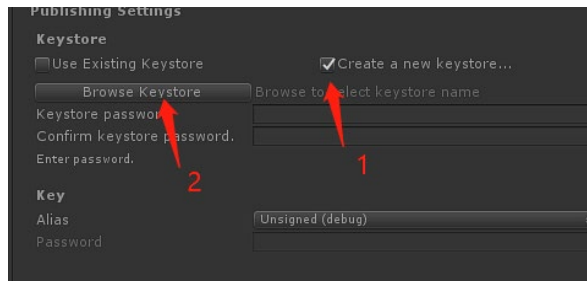 Publishing Settings
Keystore
Use Existing Keystore
Create a new keystore...
Browse Keystore
Browse to select keystore name
Keystore password
Confirm keystore password.
Enter password.
1
2
Key
Alias
Unsigned (debug)
Password